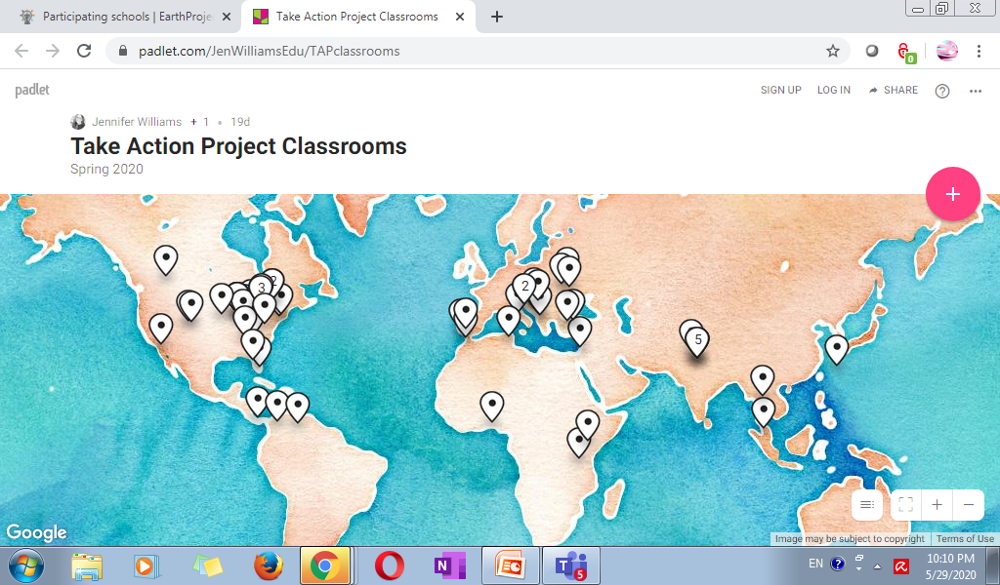 Participating schools | EarthProje
Take Action Project Classrooms
padlet.com/JenWilliamsEdu/TAPclassrooms
0
padlet
SIGN UP LOG IN SHARE ?
Jennifer Williams + 1 • 19d
Take Action Project Classrooms
Spring 2020
+
2
3
2
5
+ −
Google
Image may be subject to copyright Terms of Use
N
T
5
EN ?
10:10 PM
5/29/2020